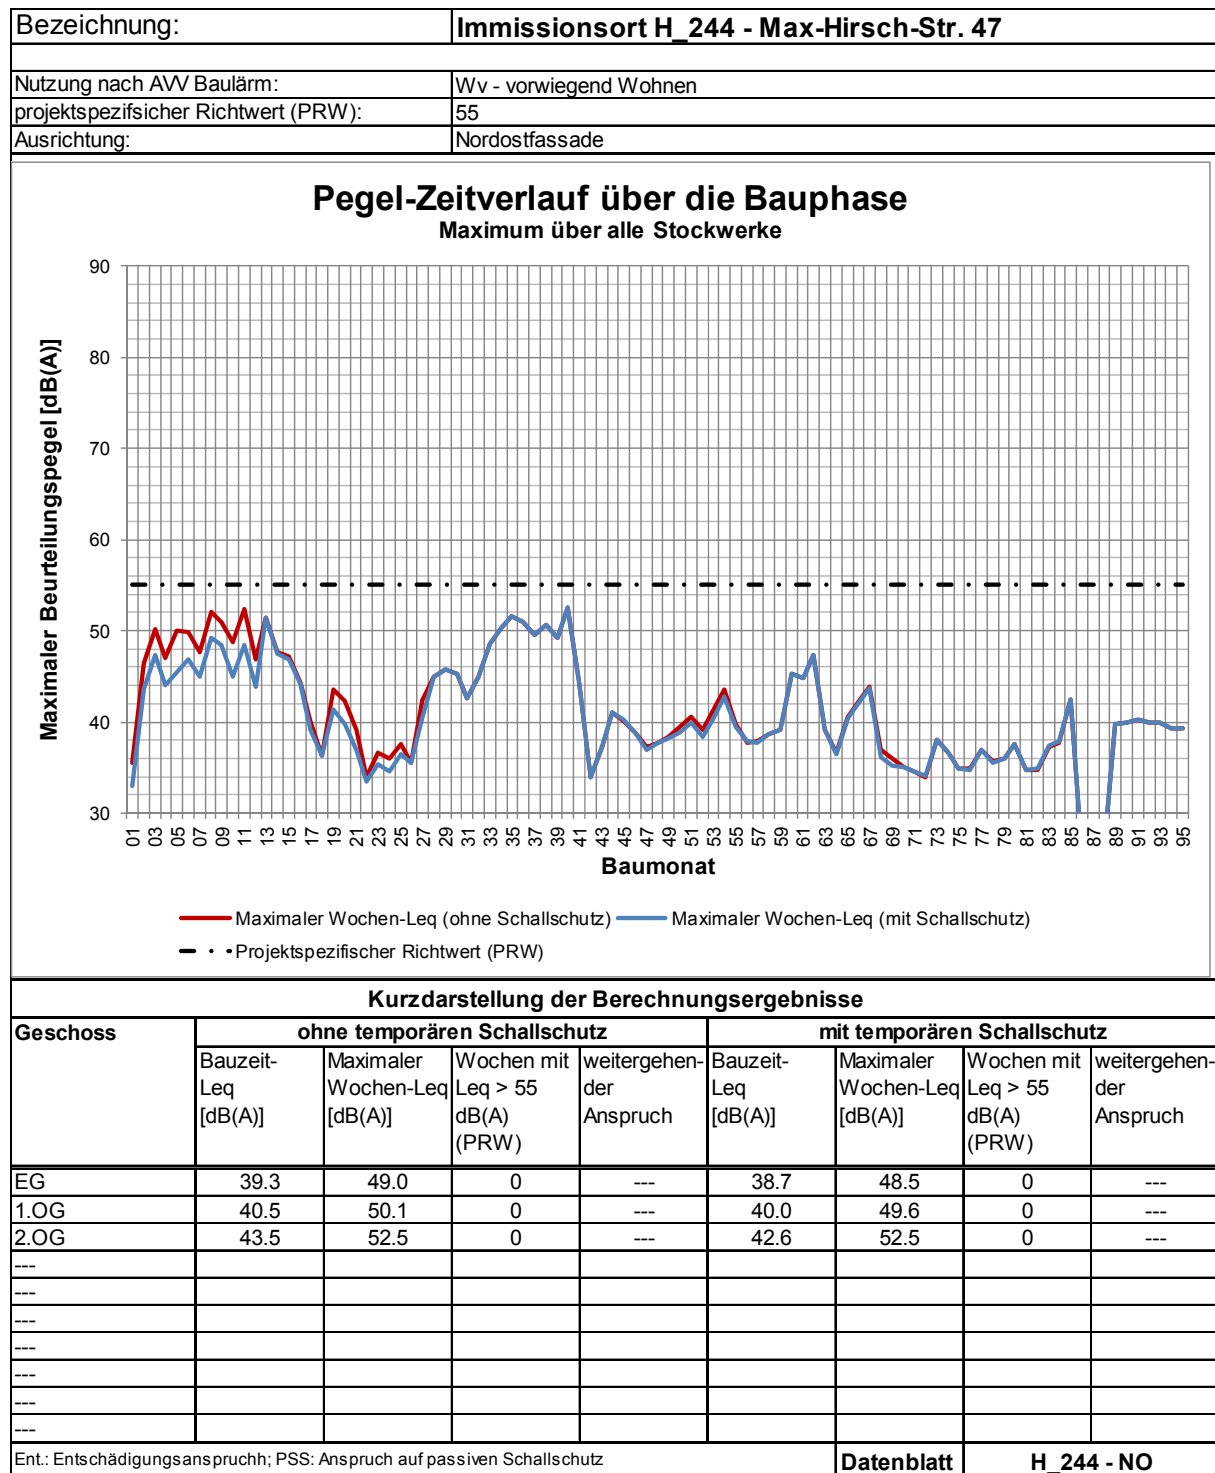 Bezeichnung: Immissionsort H_244 - Max-Hirsch-Str. 47
Nutzung nach AVV Baulärm: Wv - vorwiegend Wohnen
projektspezifsicher Richtwert (PRW): 55
Ausrichtung: Nordostfassade
Pegel-Zeitverlauf über die Bauphase
Maximum über alle Stockwerke
Maximaler Beurteilungspegel [dB(A)]
90
80
70
60
50
40
30
01 03 05 07 09 11 13 15 17 19 21 23 25 27 29 31 33 35 37 39 41 43 45 47 49 51 53 55 57 59 61 63 65 67 69 71 73 75 77 79 81 83 85 87 89 91 93 95
Baumonat
Maximaler Wochen-Leq (ohne Schallschutz) Maximaler Wochen-Leq (mit Schallschutz)
Projektspezifischer Richtwert (PRW)
Kurzdarstellung der Berechnungsergebnisse
Geschoss ohne temporären Schallschutz mit temporären Schallschutz
Bauzeit- Maximaler Wochen mit weitergehen- Bauzeit- Maximaler Wochen mit weitergehen-
Leq Wochen-Leq Leq > 55 der Leq Wochen-Leq Leq > 55 der
[dB(A)] [dB(A)] dB(A) Anspruch [dB(A)] [dB(A)] dB(A) Anspruch
(PRW) (PRW)
EG 39.3 49.0 0 --- 38.7 48.5 0 ---
1.OG 40.5 50.1 0 --- 40.0 49.6 0 ---
2.OG 43.5 52.5 0 --- 42.6 52.5 0 ---
---
---
---
---
---
---
---
Ent.: Entschädigungsanspruchh; PSS: Anspruch auf passiven Schallschutz Datenblatt H_244 - NO